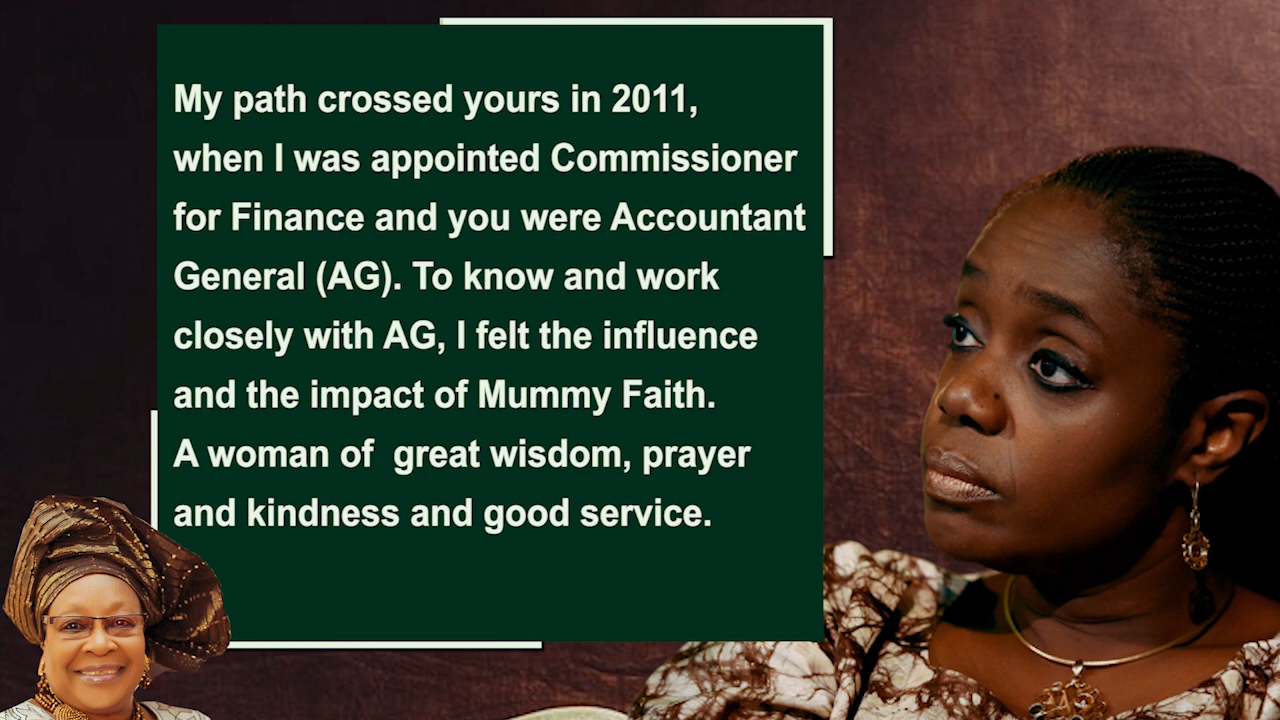 My path crossed yours in 2011,
when I was appointed Commissioner
for Finance and you were Accountant
General (AG). To know and work
closely with AG, I felt the influence
and the impact of Mummy Faith.
A woman of  great wisdom, prayer
and kindness and good service.